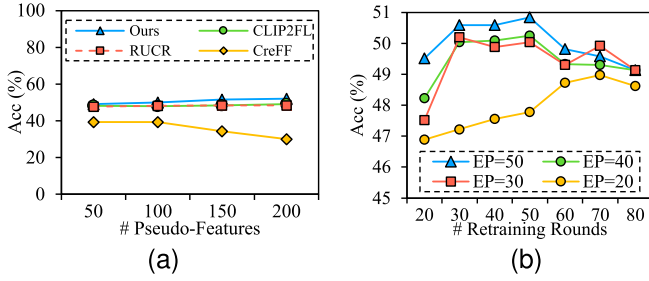 Acc (%)
100
80
60
40
20
0
Ours
CLIP2FL
RUCR
CreFF
50 100 150 200
# Pseudo-Features
(a)
Acc (%)
51
50
49
48
47
46
45
EP=50
EP=40
EP=30
EP=20
20 30 40 50 60 70 80
# Retraining Rounds
(b)